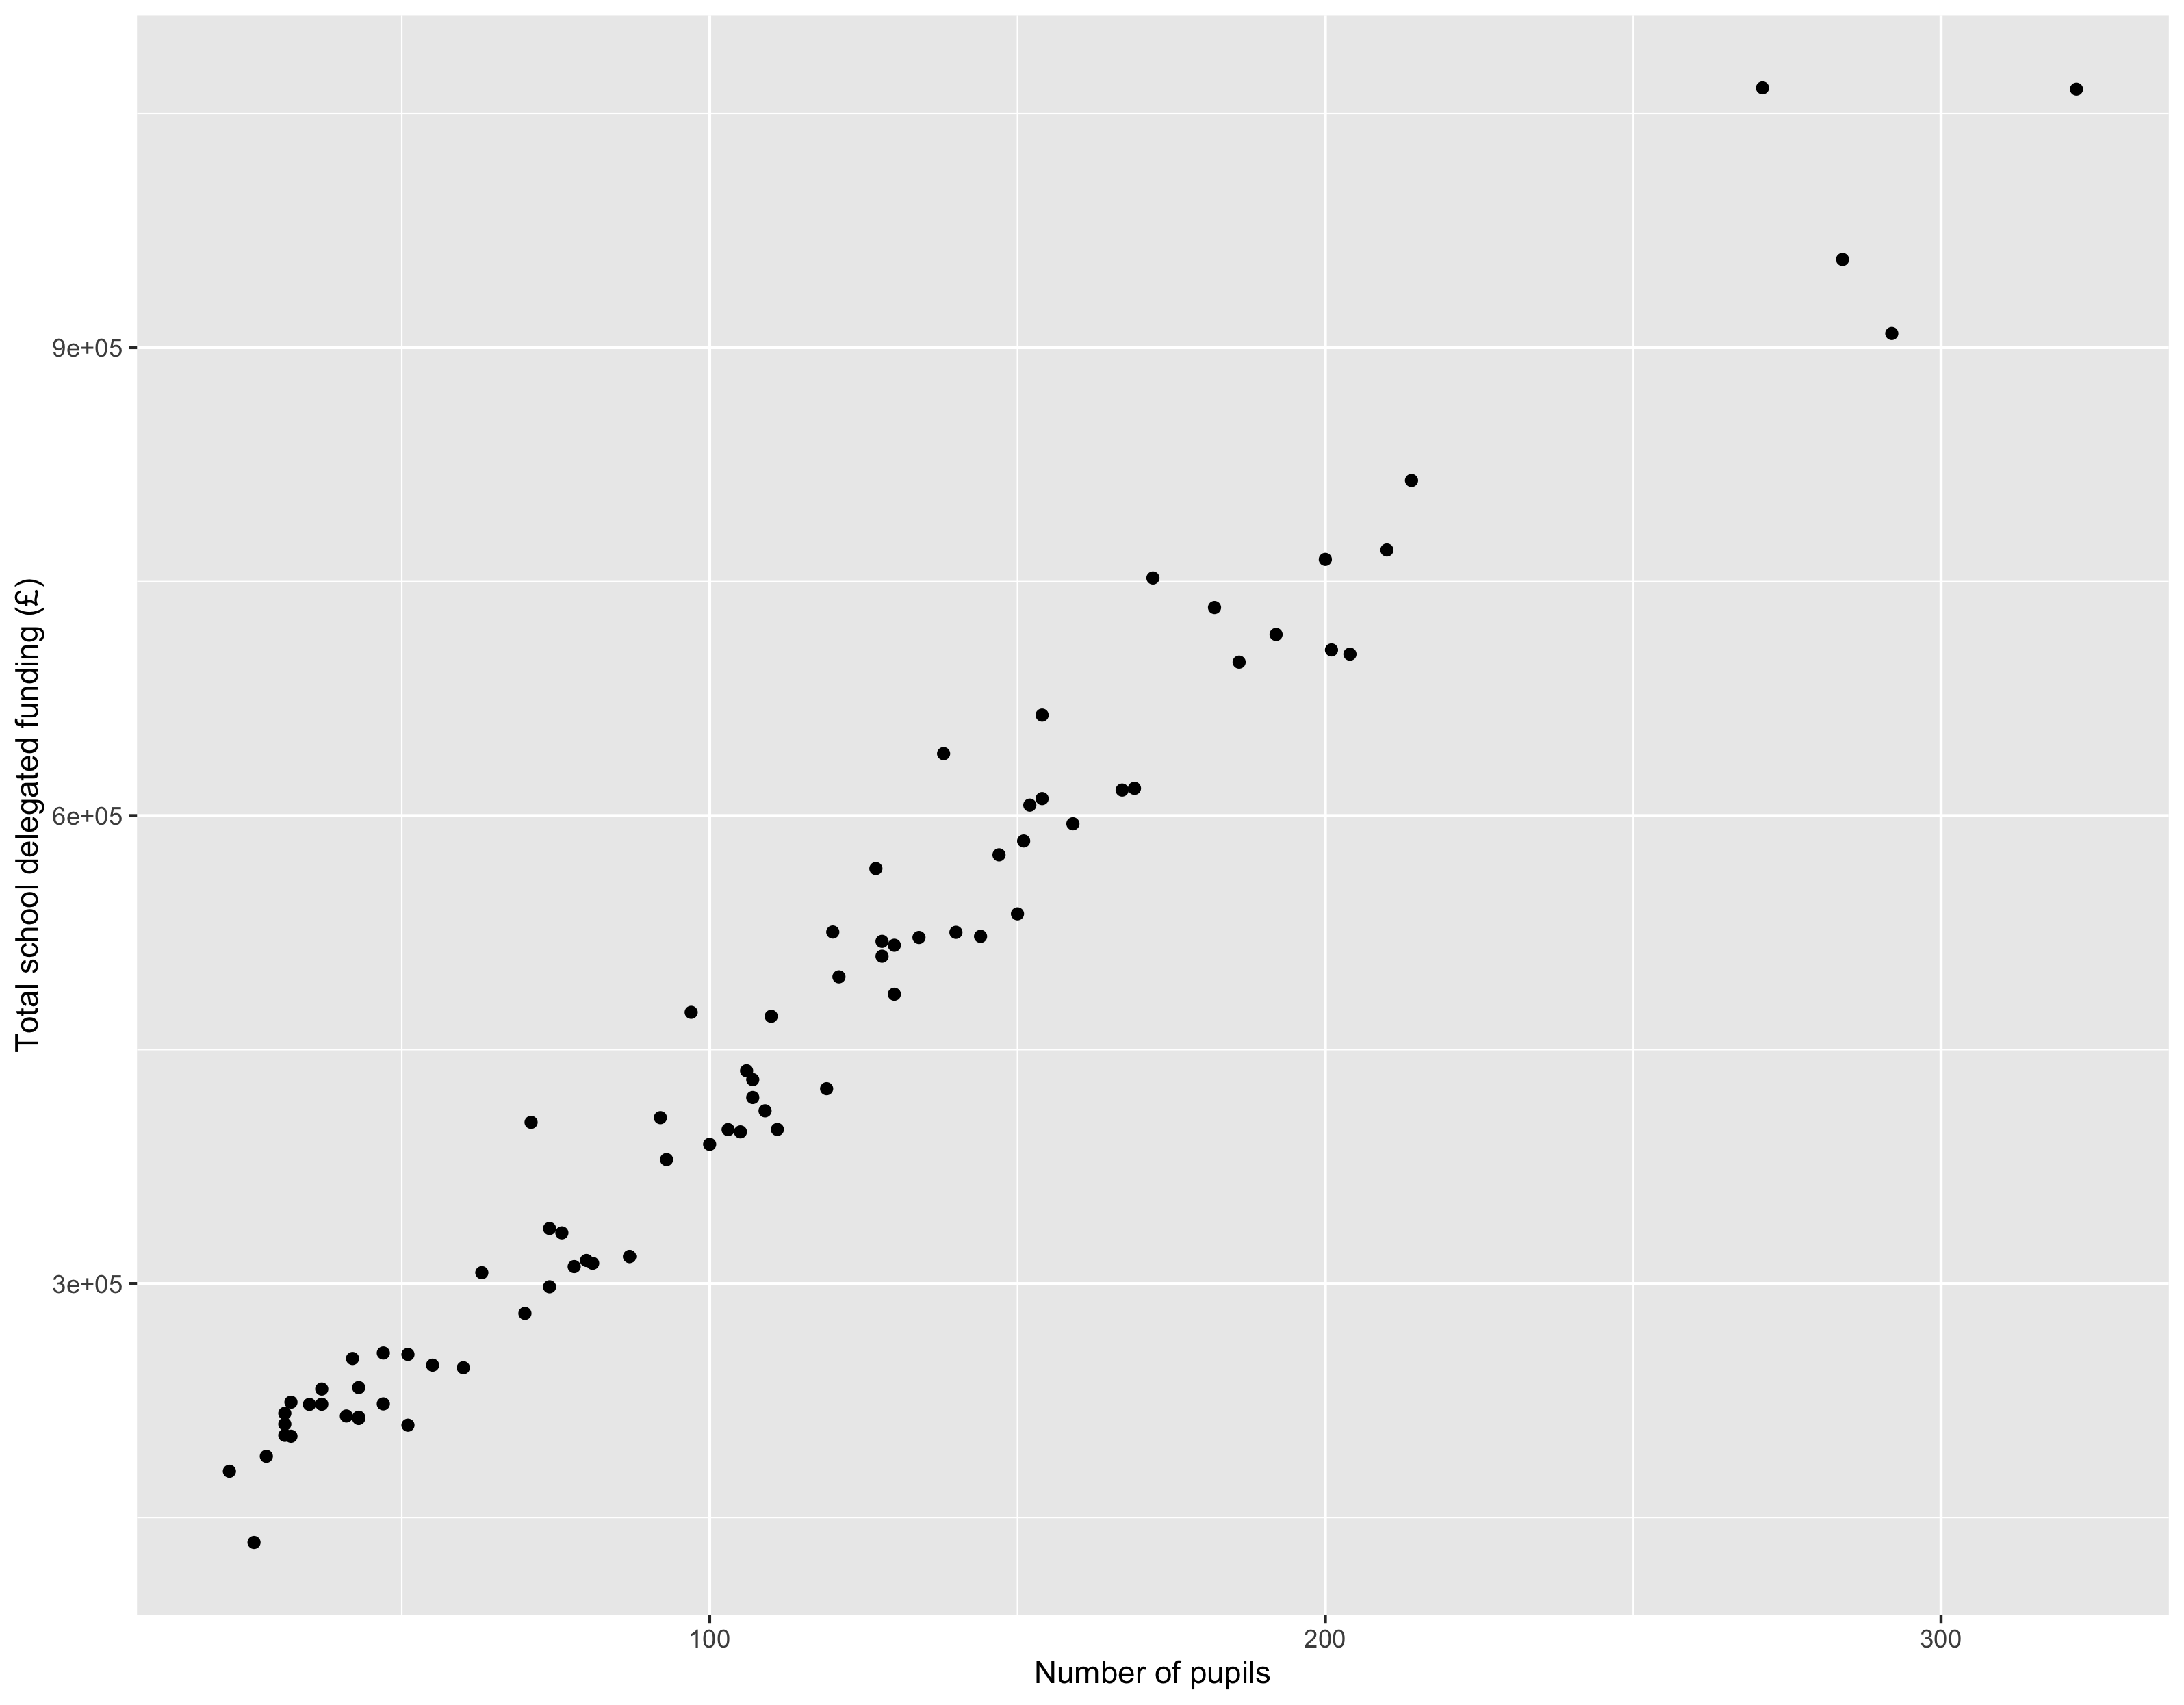 Total school delegated funding (£)
9e+05
6e+05
3e+05
100
200
300
Number of pupils